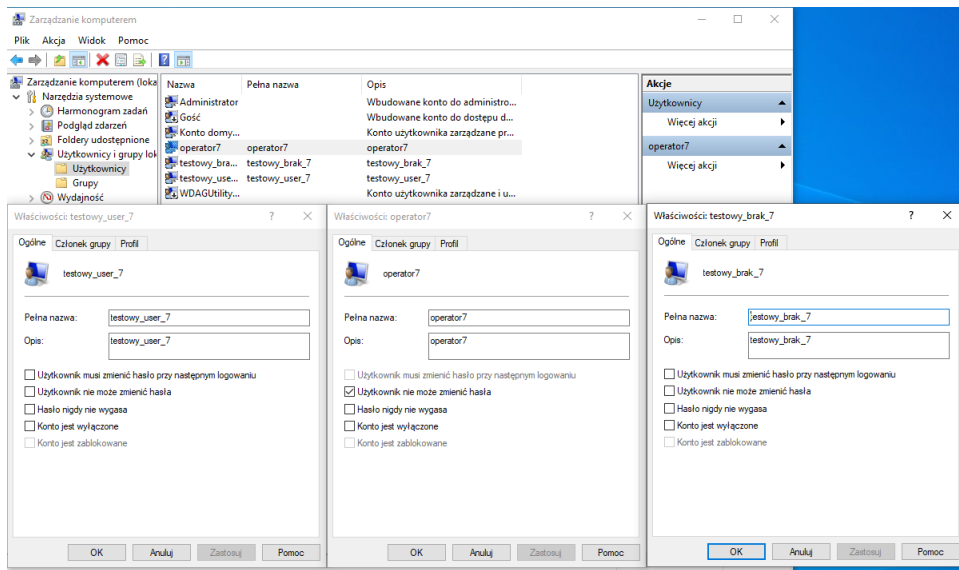 Zarządzanie komputerem
Plik Akcja Widok Pomoc
Zarządzanie komputerem (loka
Narzędzia systemowe
Harmonogram zadań
Podgląd zdarzeń
Foldery udostępnione
Użytkownicy i grupy lok
Użytkownicy
Grupy
Wydajność
Nazwa Pełna nazwa Opis
Administrator Wbudowane konto do administro...
Gość Wbudowane konto do dostępu d...
Konto domy... Konto użytkownika zarządzane pr...
operator7 operator7 operator7
testowy_bra... testowy_brak_7 testowy_brak_7
testowy_use... testowy_user_7 testowy_user_7
WDAGUtility... Konto użytkownika zarządzane i u...
Akcje
Użytkownicy
Więcej akcji
operator7
Więcej akcji
Właściwości: testowy_user_7
Ogólne Członek grupy Profil
testowy_user_7
Pełna nazwa: testowy_user_7
Opis: testowy_user_7
Użytkownik musi zmienić hasło przy następnym logowaniu
Użytkownik nie może zmienić hasła
Hasło nigdy nie wygasa
Konto jest wyłączone
Konto jest zablokowane
OK Anuluj Zastosuj Pomoc
Właściwości: operator7
Ogólne Członek grupy Profil
operator7
Pełna nazwa: operator7
Opis: operator7
Użytkownik musi zmienić hasło przy następnym logowaniu
Użytkownik nie może zmienić hasła
Hasło nigdy nie wygasa
Konto jest wyłączone
Konto jest zablokowane
OK Anuluj Zastosuj Pomoc
Właściwości: testowy_brak_7
Ogólne Członek grupy Profil
testowy_brak_7
Pełna nazwa: testowy_brak_7
Opis: testowy_brak_7
Użytkownik musi zmienić hasło przy następnym logowaniu
Użytkownik nie może zmienić hasła
Hasło nigdy nie wygasa
Konto jest wyłączone
Konto jest zablokowane
OK Anuluj Zastosuj Pomoc